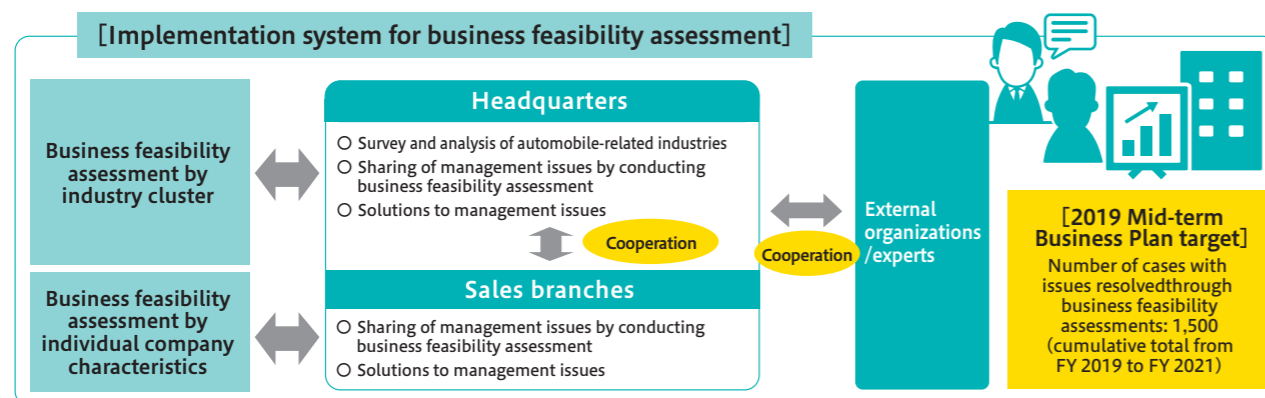 [Implementation system for business feasibility assessment]
Business feasibility
assessment by
industry cluster
Business feasibility
assessment by
individual company
characteristics
Headquarters
○ Survey and analysis of automobile-related industries
○ Sharing of management issues by conducting
business feasibility assessment
○ Solutions to management issues
Cooperation
Sales branches
○ Sharing of management issues by conducting
business feasibility assessment
○ Solutions to management issues
Cooperation
External
organizations
/experts
[2019 Mid-term
Business Plan target]
Number of cases with
issues resolvedthrough
business feasibility
assessments: 1,500
(cumulative total from
FY 2019 to FY 2021)